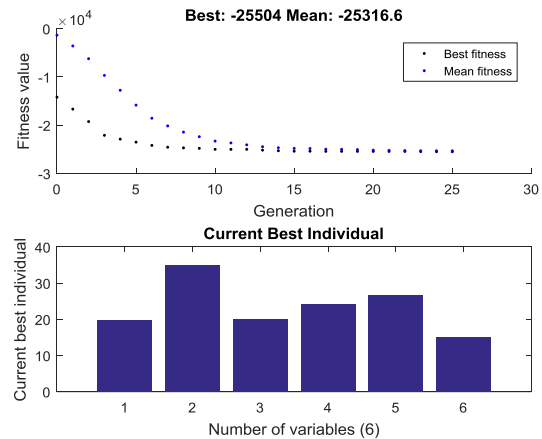 Best: -25504 Mean: -25316.6
×10^4
0
-1
-2
-3
Fitness value
Best fitness
Mean fitness
0 5 10 15 20 25 30
Generation
Current Best Individual
40
30
20
10
0
Current best individual
1 2 3 4 5 6
Number of variables (6)